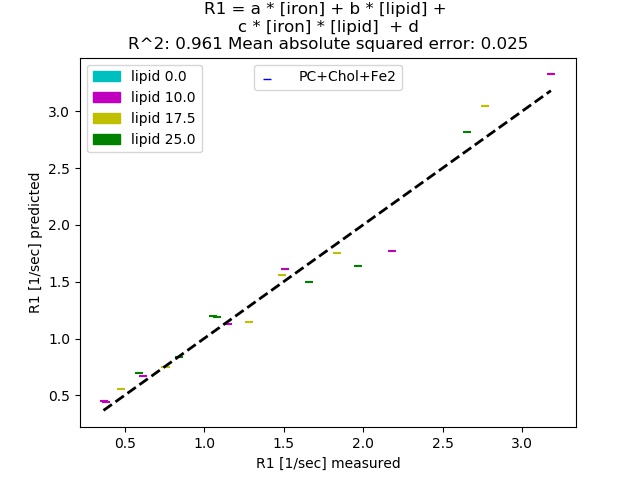 R1 = a * [iron] + b * [lipid] +
c * [iron] * [lipid]  + d
R^2: 0.961 Mean absolute squared error: 0.025
lipid 0.0
lipid 10.0
lipid 17.5
lipid 25.0
PC+Chol+Fe2
R1 [1/sec] predicted
3.0
2.5
2.0
1.5
1.0
0.5
0.5 1.0 1.5 2.0 2.5 3.0
R1 [1/sec] measured